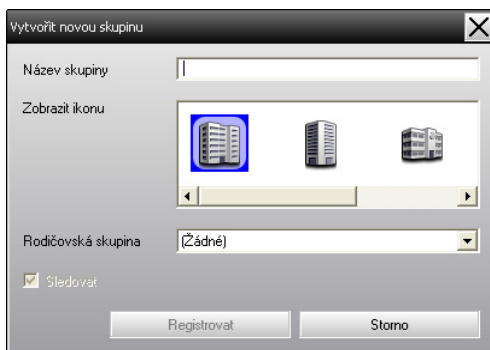 Vytvořit novou skupinu
Název skupiny
Zobrazit ikonu
Rodičovská skupina
(Žádné)
Sledovat
Registrovat
Storno